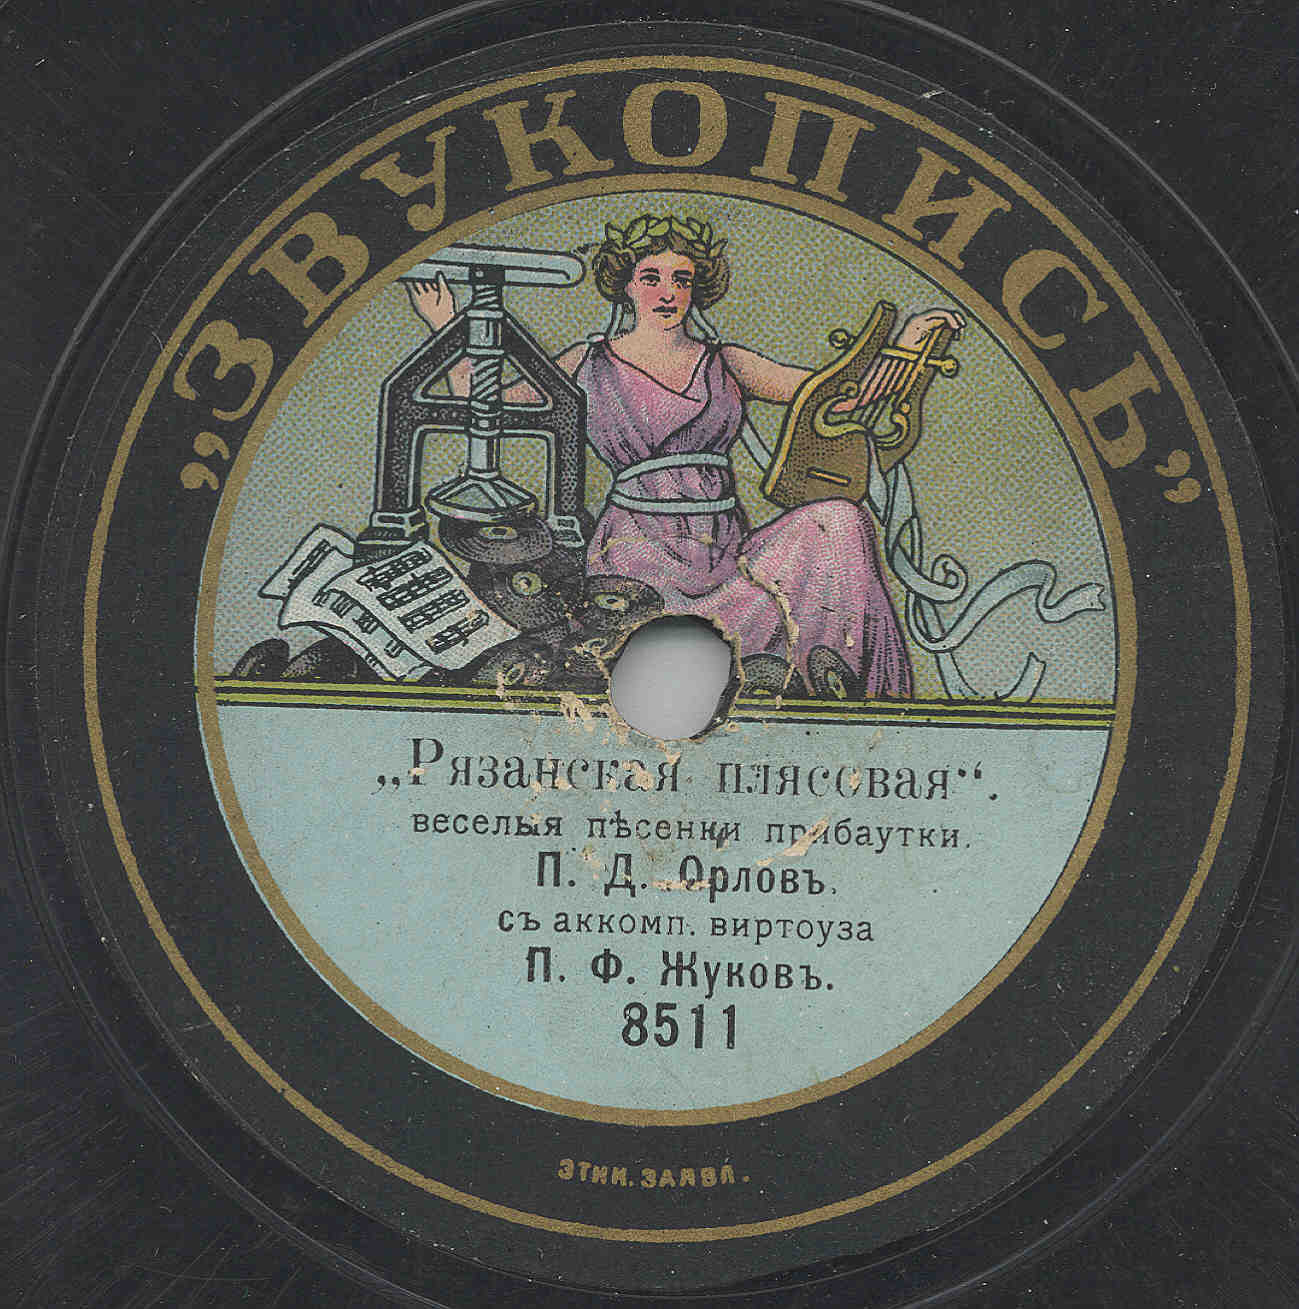 „ЗВУКОПИСЬ”
„Рязанская плясовая“.
веселыя пѣсенки прибаутки.
П. Д. Орловъ.
съ аккомп. виртоуза
П. Ф. Жуковъ.
8511
ЭТИК. ЗАЯВЛ.